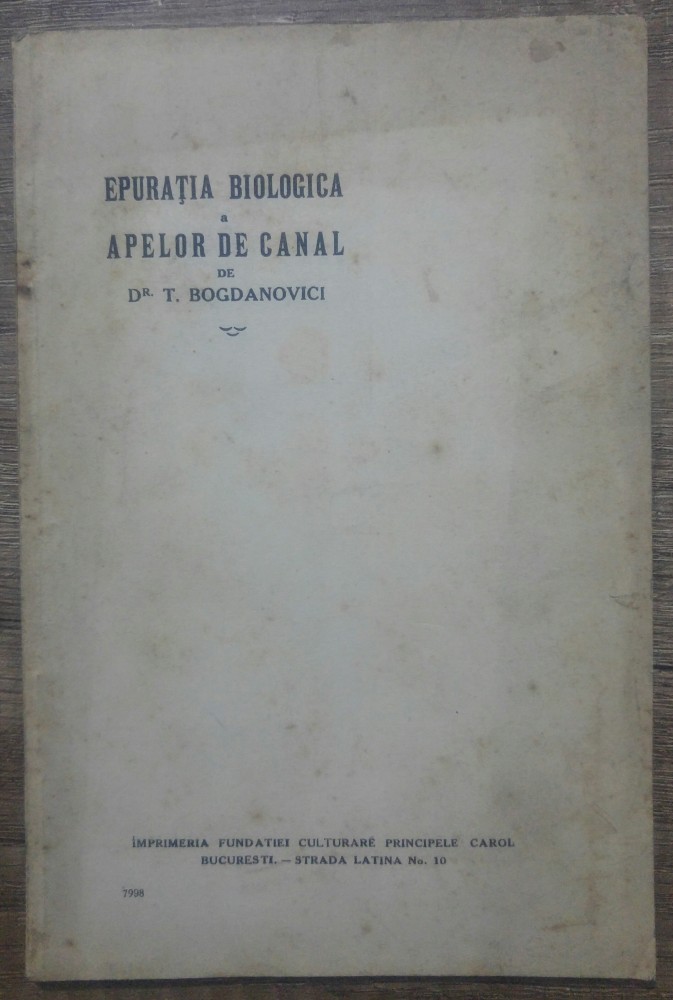 EPURAŢIA BIOLOGICA
a
APELOR DE CANAL
DE
DR. T. BOGDANOVICI
IMPRIMERIA FUNDATIEI CULTURARE PRINCIPELE CAROL
BUCURESTI. — STRADA LATINA No. 10
7998